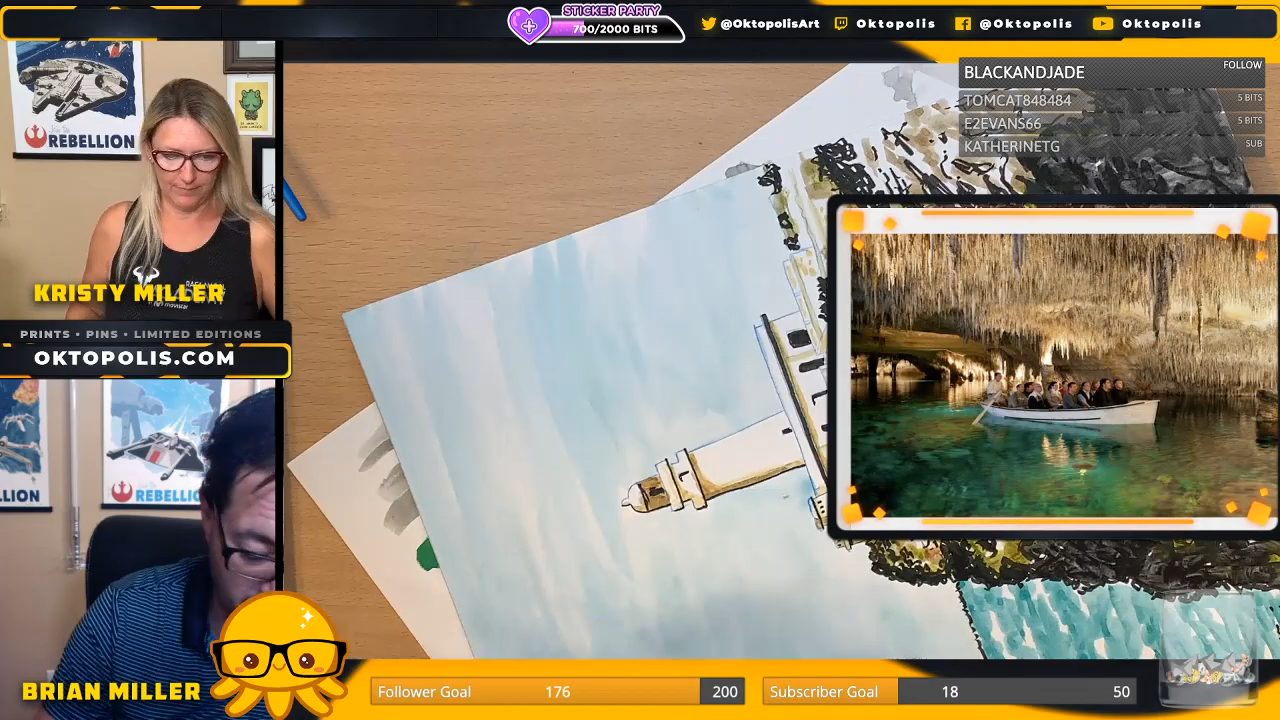 STICKER PARTY
700/2000 BITS
@OktopolisArt
Oktopolis
@Oktopolis
Oktopolis
BLACKANDJADE
FOLLOW
TOMCAT848484
5 BITS
E2EVANS66
5 BITS
KATHERINETG
SUB
REBELLION
KRISTY MILLER
PRINTS • PINS • LIMITED EDITIONS
OKTOPOLIS.COM
LLION
REBELLION
BRIAN MILLER
Follower Goal
176
200
Subscriber Goal
18
50